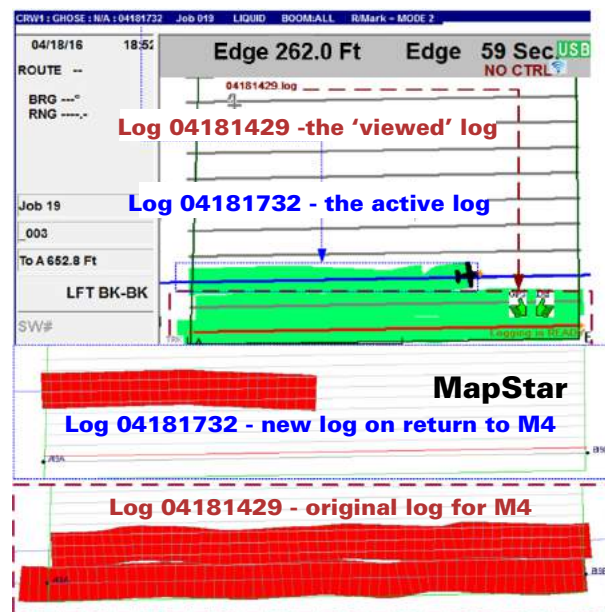 CRW1 : GHOSE : N/A : 04181732 Job 019 LIQUID BOOM:ALL R/Mark - MODE 2
04/18/16 18:52
Edge 262.0 Ft Edge 59 Sec USB
NO CTRL
ROUTE --
04181429.log
BRG ---°
RNG ----.-
Log 04181429 -the ‘viewed’ log
Job 19
Log 04181732 - the active log
_003
To A 652.8 Ft
LFT BK-BK
SW#
Logging is READY
MapStar
Log 04181732 - new log on return to M4
Log 04181429 - original log for M4